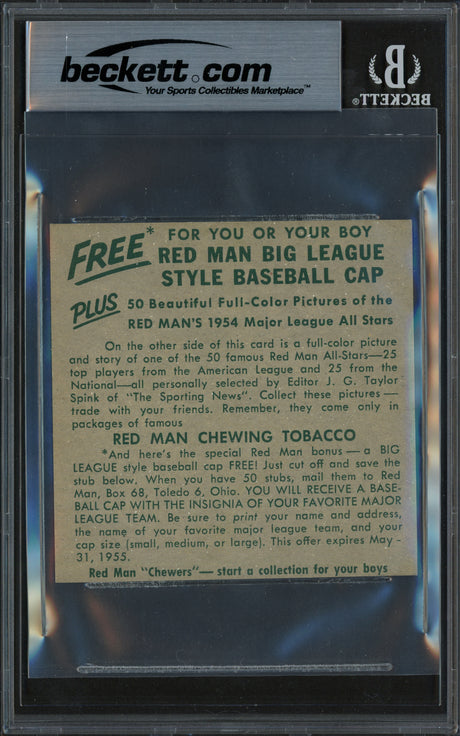 beckett.com
Your Sports Collectibles Marketplace™
B
BECKETT®
FREE* FOR YOU OR YOUR BOY
RED MAN BIG LEAGUE
STYLE BASEBALL CAP
PLUS 50 Beautiful Full-Color Pictures of the
RED MAN'S 1954 Major League All Stars
On the other side of this card is a full-color picture
and story of one of the 50 famous Red Man All-Stars—25
top players from the American League and 25 from the
National—all personally selected by Editor J. G. Taylor
Spink of "The Sporting News". Collect these pictures—
trade with your friends. Remember, they come only in
packages of famous
RED MAN CHEWING TOBACCO
*And here's the special Red Man bonus—a BIG
LEAGUE style baseball cap FREE! Just cut off and save the
stub below. When you have 50 stubs, mail them to Red
Man, Box 68, Toledo 6, Ohio. YOU WILL RECEIVE A BASE-
BALL CAP WITH THE INSIGNIA OF YOUR FAVORITE MAJOR
LEAGUE TEAM. Be sure to print your name and address,
the name of your favorite major league team, and your
cap size (small, medium, or large). This offer expires May -
31, 1955.
Red Man "Chewers"— start a collection for your boys